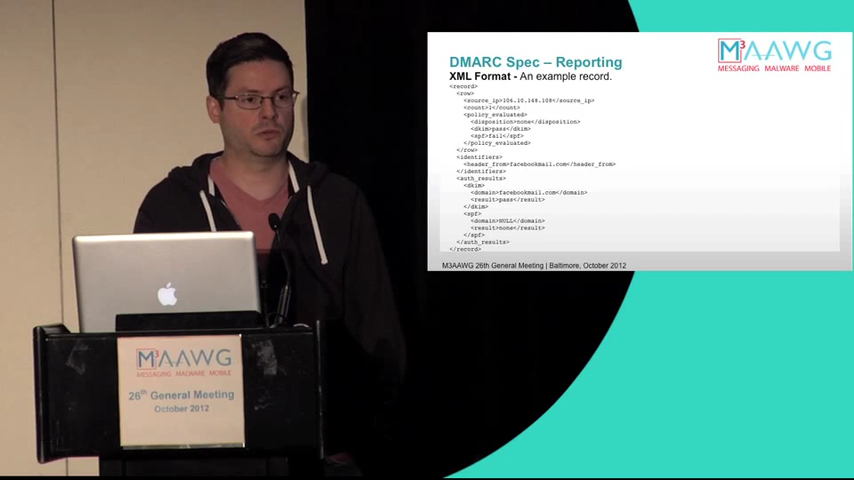 DMARC Spec – Reporting
M3AAWG
MESSAGING MALWARE MOBILE
XML Format - An example record.
<record>
<row>
<source_ip>106.10.148.108</source_ip>
<count>1</count>
<policy_evaluated>
<disposition>none</disposition>
<dkim>pass</dkim>
<spf>fail</spf>
</policy_evaluated>
</row>
<identifiers>
<header_from>facebookmail.com</header_from>
</identifiers>
<auth_results>
<dkim>
<domain>facebookmail.com</domain>
<result>pass</result>
</dkim>
<spf>
<domain>NULL</domain>
<result>none</result>
</spf>
</auth_results>
</record>
M3AAWG 26th General Meeting | Baltimore, October 2012
M3AAWG
MESSAGING MALWARE MOBILE
26th General Meeting
October 2012